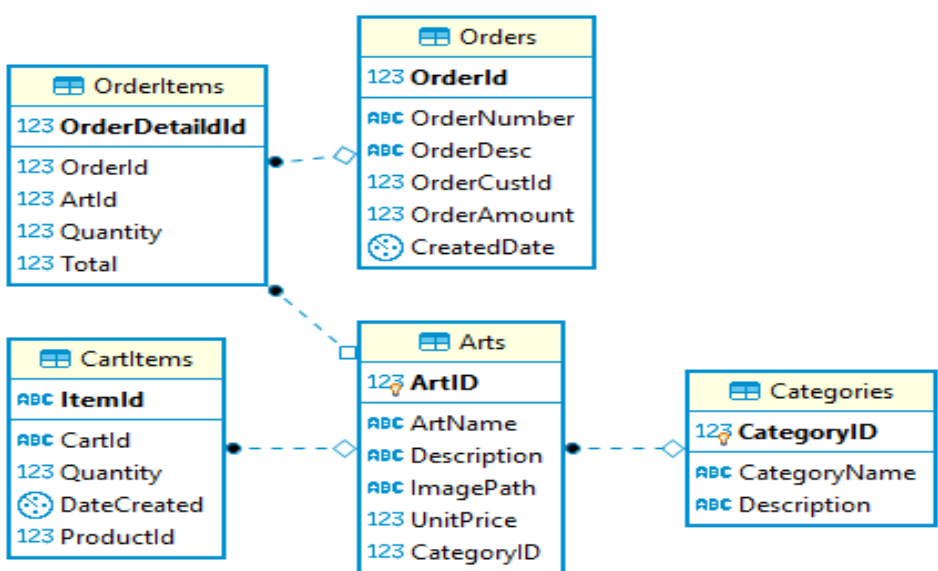 OrderItems
123 OrderDetaildId
123 OrderId
123 ArtId
123 Quantity
123 Total
Orders
123 OrderId
ABC OrderNumber
ABC OrderDesc
123 OrderCustId
123 OrderAmount
CreatedDate
CartItems
ABC ItemId
ABC CartId
123 Quantity
DateCreated
123 ProductId
Arts
123 ArtID
ABC ArtName
ABC Description
ABC ImagePath
123 UnitPrice
123 CategoryID
Categories
123 CategoryID
ABC CategoryName
ABC Description